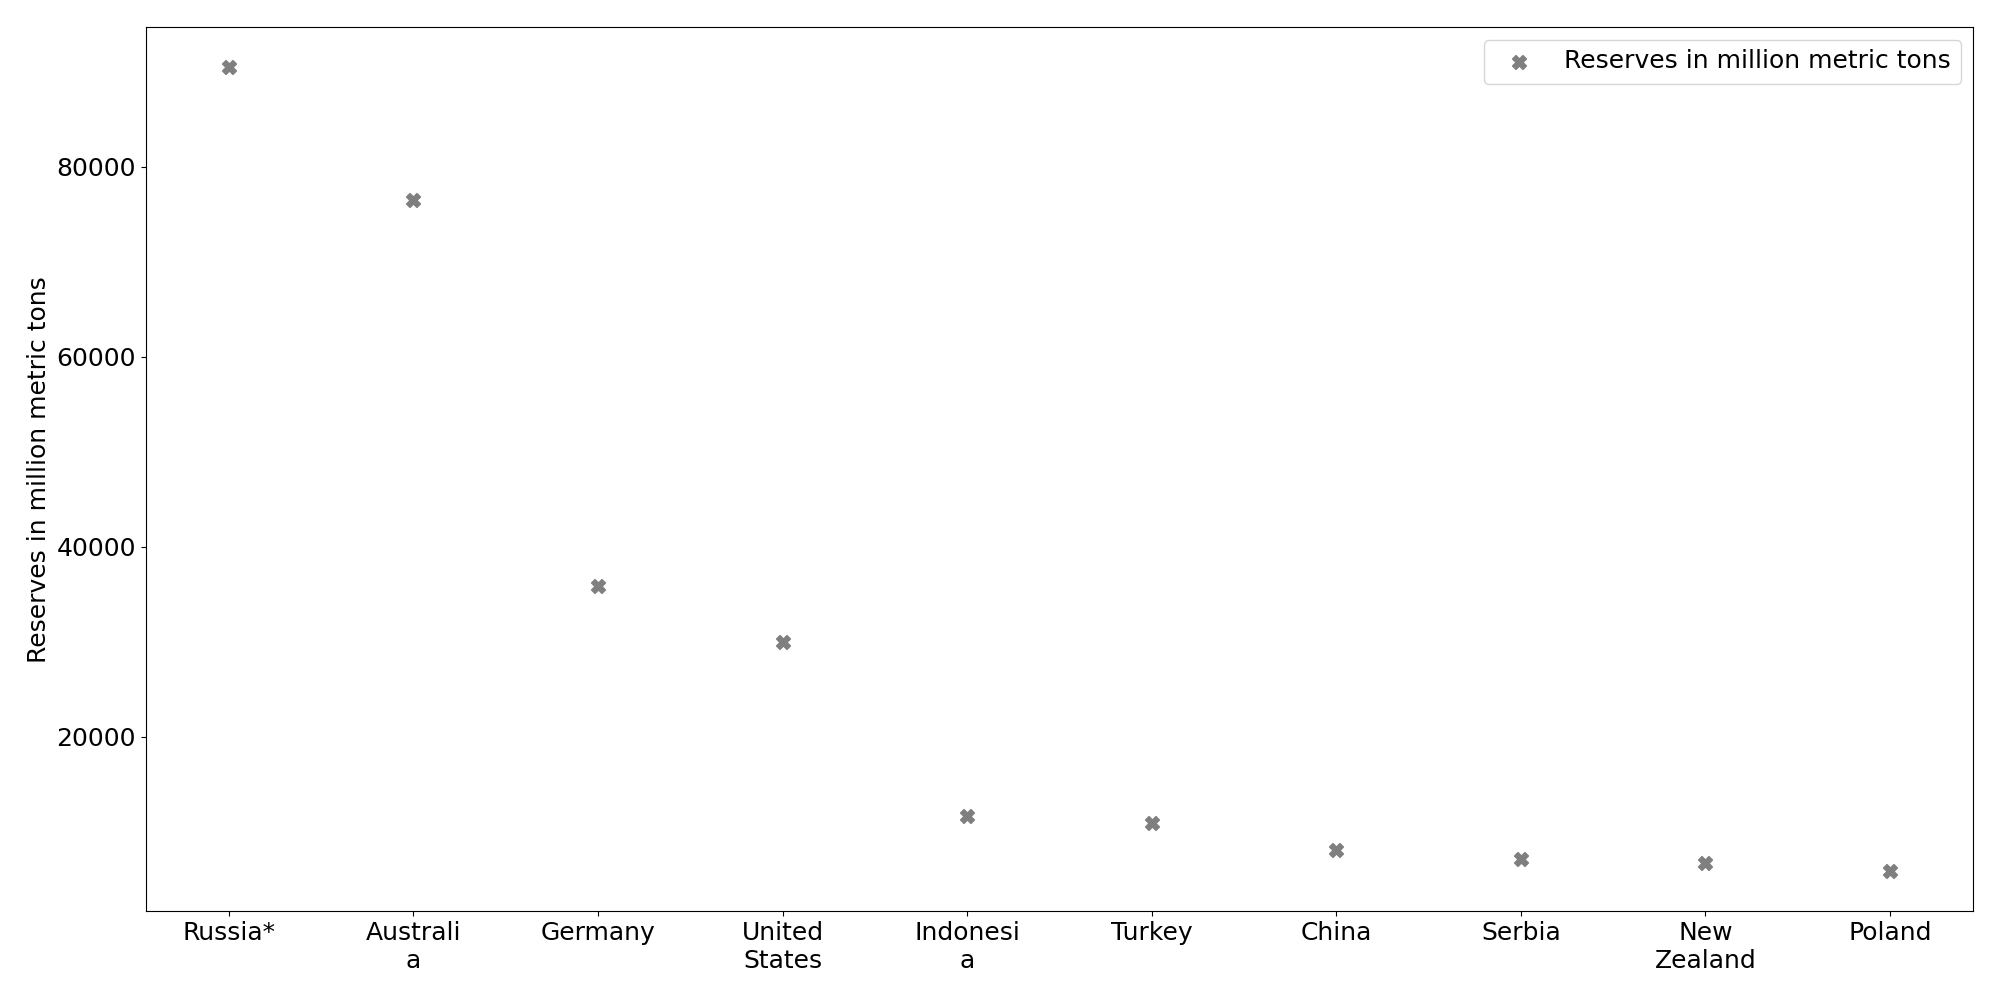 Reserves in million metric tons
80000
60000
40000
20000
Reserves in million metric tons
Russia*
Australi
a
Germany
United
States
Indonesi
a
Turkey
China
Serbia
New
Zealand
Poland